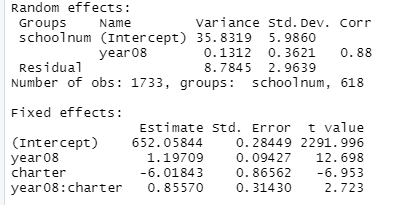 Random effects:
Groups Name Variance Std.Dev. Corr
schoolnum (Intercept) 35.8319 5.9860
year08 0.1312 0.3621 0.88
Residual 8.7845 2.9639
Number of obs: 1733, groups: schoolnum, 618
Fixed effects:
Estimate Std. Error t value
(Intercept) 652.05844 0.28449 2291.996
year08 1.19709 0.09427 12.698
charter -6.01843 0.86562 -6.953
year08:charter 0.85570 0.31430 2.723